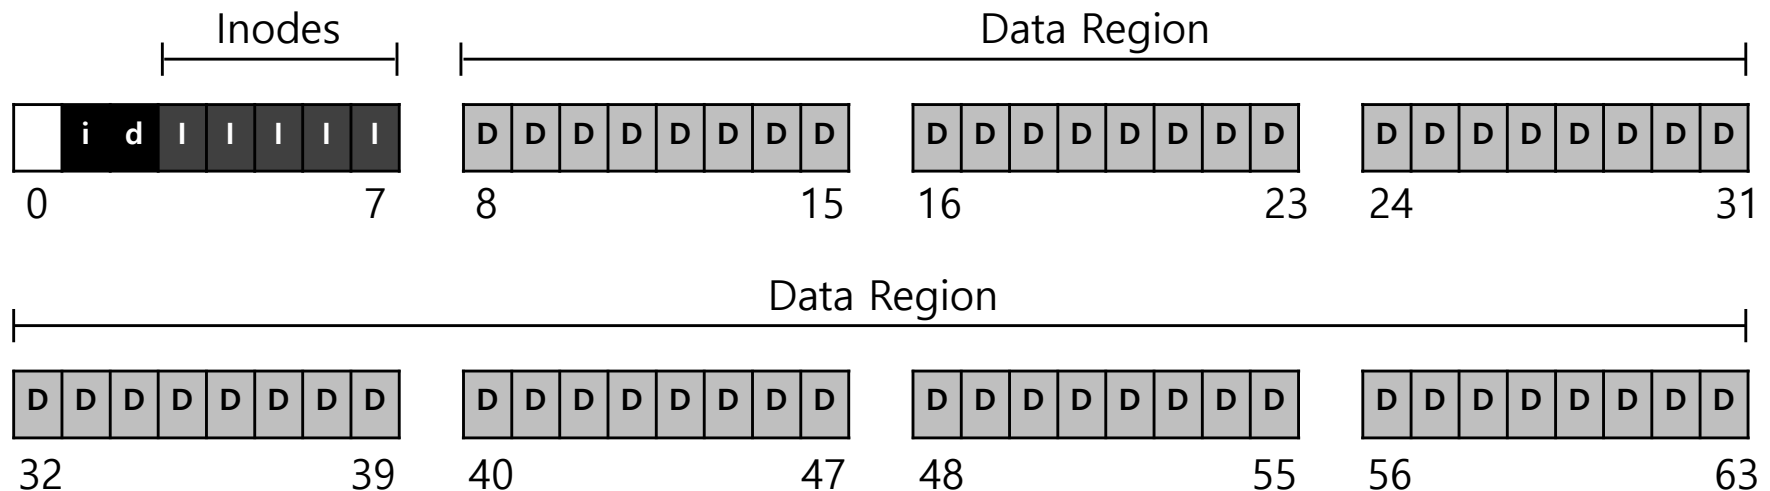 Inodes Data Region
i d I I I I I D D D D D D D D D D D D D D D D D D D D D D D D
0 7 8 15 16 23 24 31
Data Region
D D D D D D D D D D D D D D D D D D D D D D D D D D D D D D D D
32 39 40 47 48 55 56 63